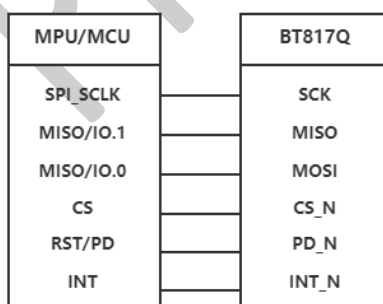 MPU/MCU BT817Q
SPI_SCLK SCK
MISO/IO.1 MISO
MISO/IO.0 MOSI
CS CS_N
RST/PD PD_N
INT INT_N